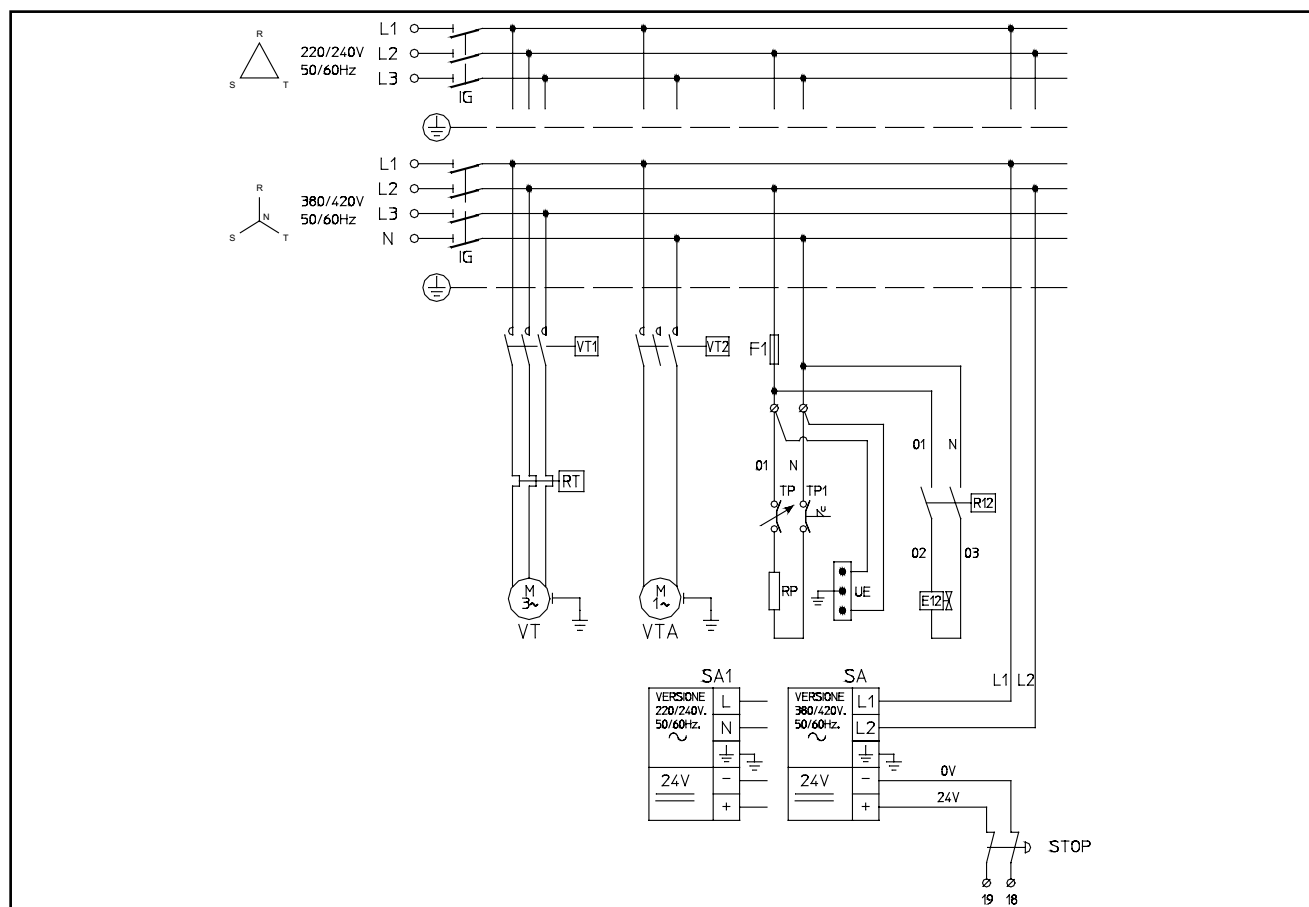 R
S
T
220/240V
50/60Hz
L1
L2
L3
IG
R
N
S
T
380/420V
50/60Hz
L1
L2
L3
N
IG
VT1
VT2
F1
01
N
R12
01
N
TP
TP1
RT
02
03
RP
UE
E12
M
3~
VT
M
1~
VTA
L1
L2
SA1
VERSIONE
220/240V.
50/60Hz.
~
L
N
24V
-
+
SA
VERSIONE
380/420V.
50/60Hz.
~
L1
L2
24V
-
+
0V
24V
STOP
19
18